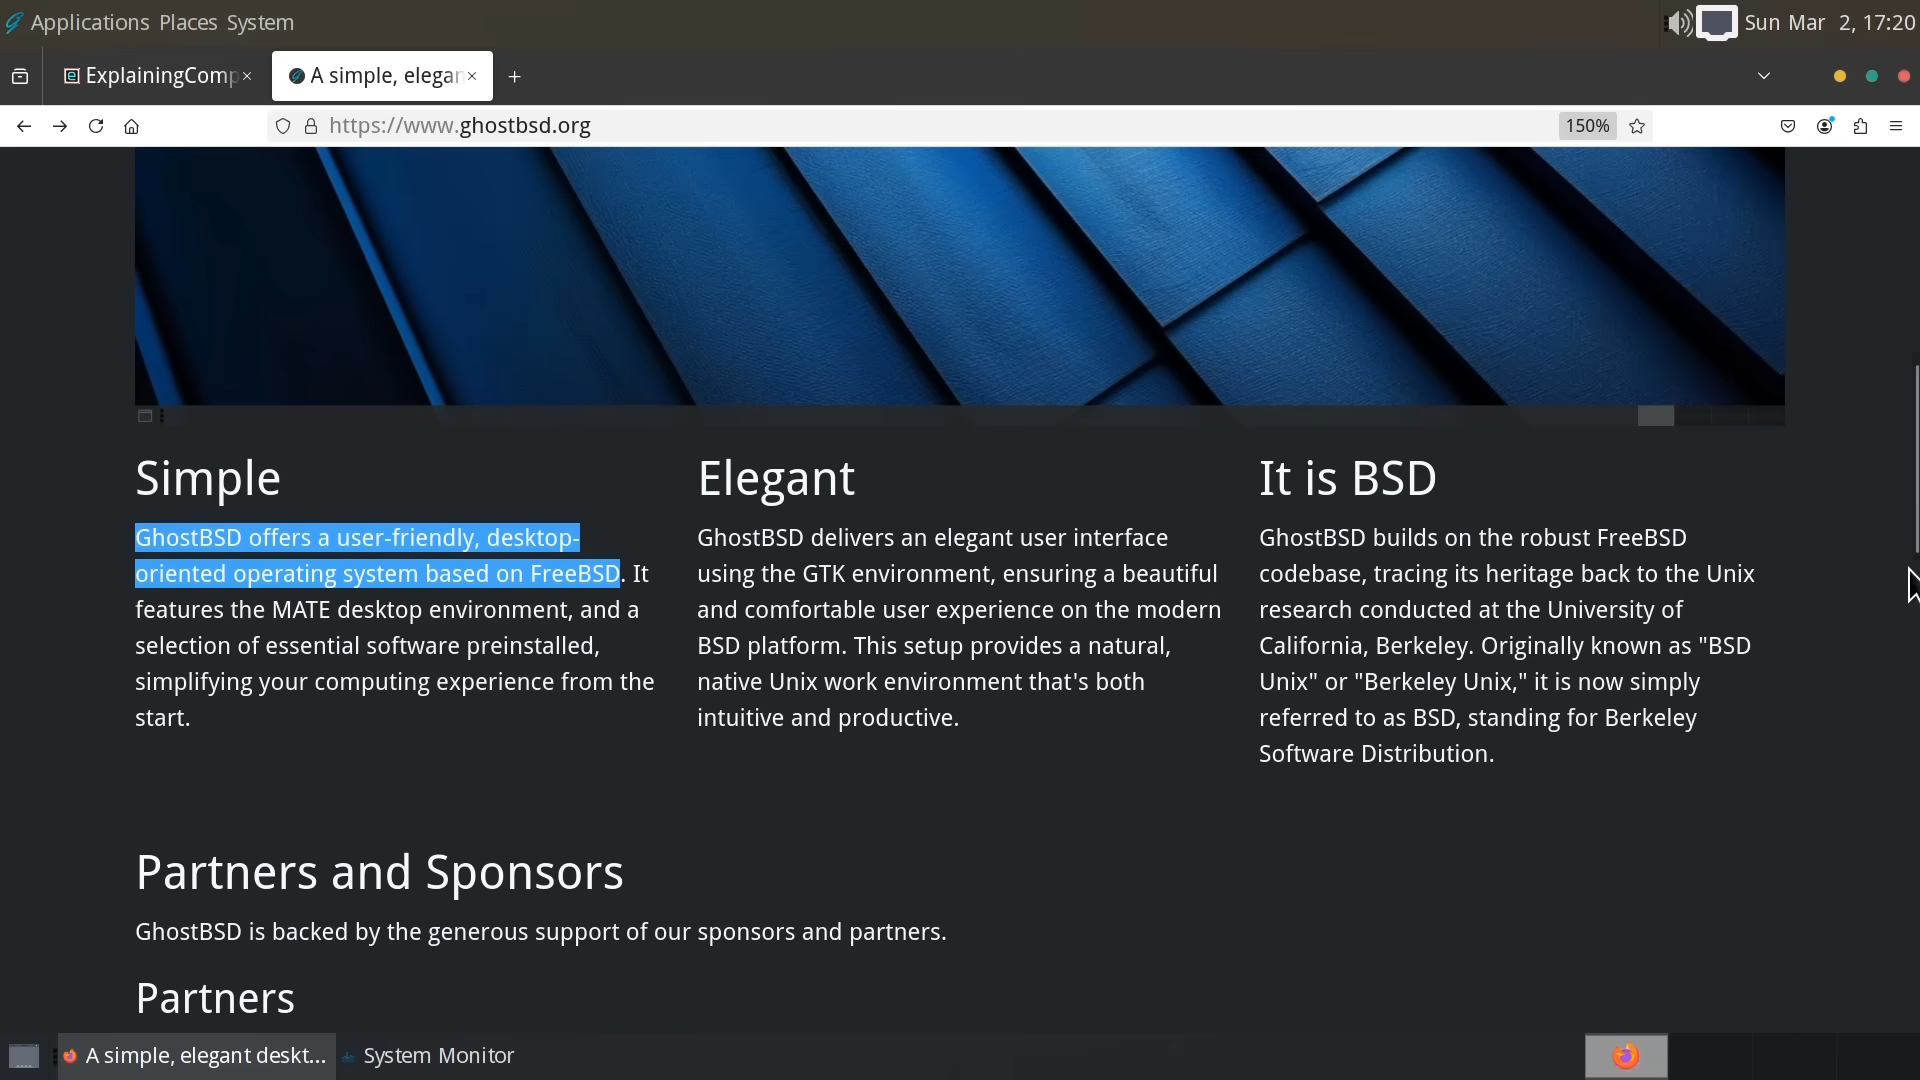 Applications Places System
Sun Mar 2, 17:20
ExplainingComp
A simple, elegan
https://www.ghostbsd.org
150%
Simple
GhostBSD offers a user-friendly, desktop-
oriented operating system based on FreeBSD. It
features the MATE desktop environment, and a
selection of essential software preinstalled,
simplifying your computing experience from the
start.
Elegant
GhostBSD delivers an elegant user interface
using the GTK environment, ensuring a beautiful
and comfortable user experience on the modern
BSD platform. This setup provides a natural,
native Unix work environment that's both
intuitive and productive.
It is BSD
GhostBSD builds on the robust FreeBSD
codebase, tracing its heritage back to the Unix
research conducted at the University of
California, Berkeley. Originally known as "BSD
Unix" or "Berkeley Unix," it is now simply
referred to as BSD, standing for Berkeley
Software Distribution.
Partners and Sponsors
GhostBSD is backed by the generous support of our sponsors and partners.
Partners
A simple, elegant deskt...
System Monitor